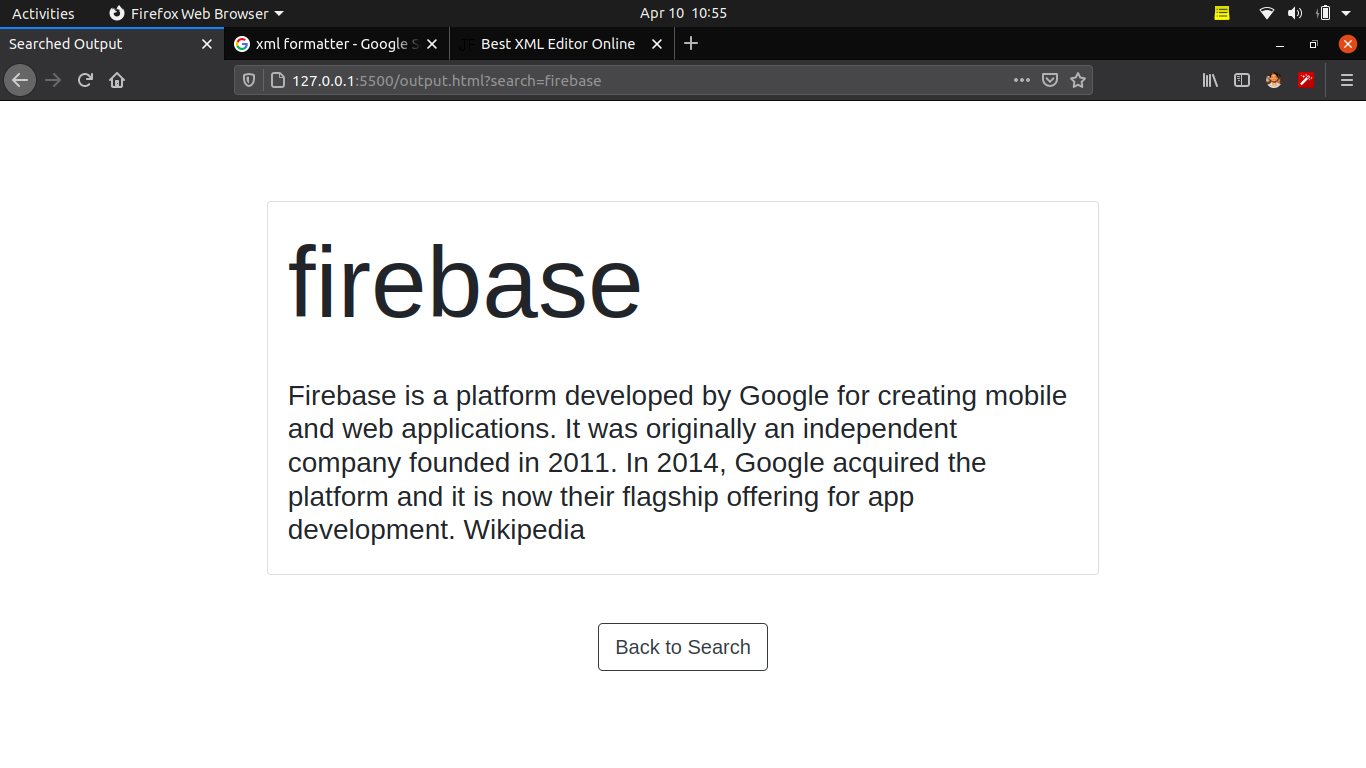 Activities
Firefox Web Browser
Apr 10 10:55
Searched Output
xml formatter - Google S
Best XML Editor Online
127.0.0.1:5500/output.html?search=firebase
firebase
Firebase is a platform developed by Google for creating mobile
and web applications. It was originally an independent
company founded in 2011. In 2014, Google acquired the
platform and it is now their flagship offering for app
development. Wikipedia
Back to Search